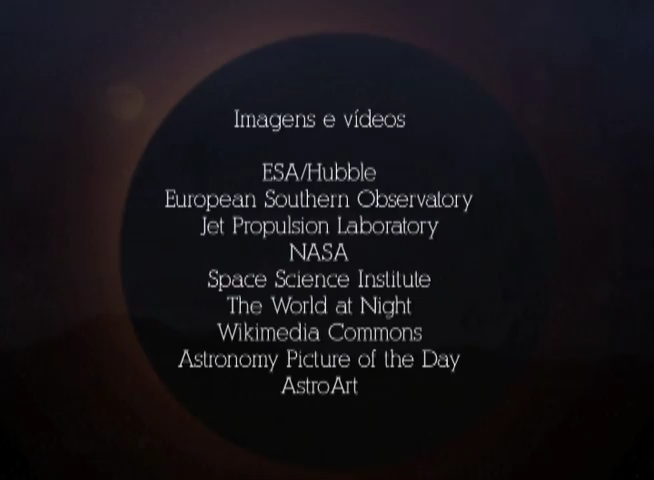 Imagens e vídeos
ESA/Hubble
European Southern Observatory
Jet Propulsion Laboratory
NASA
Space Science Institute
The World at Night
Wikimedia Commons
Astronomy Picture of the Day
AstroArt